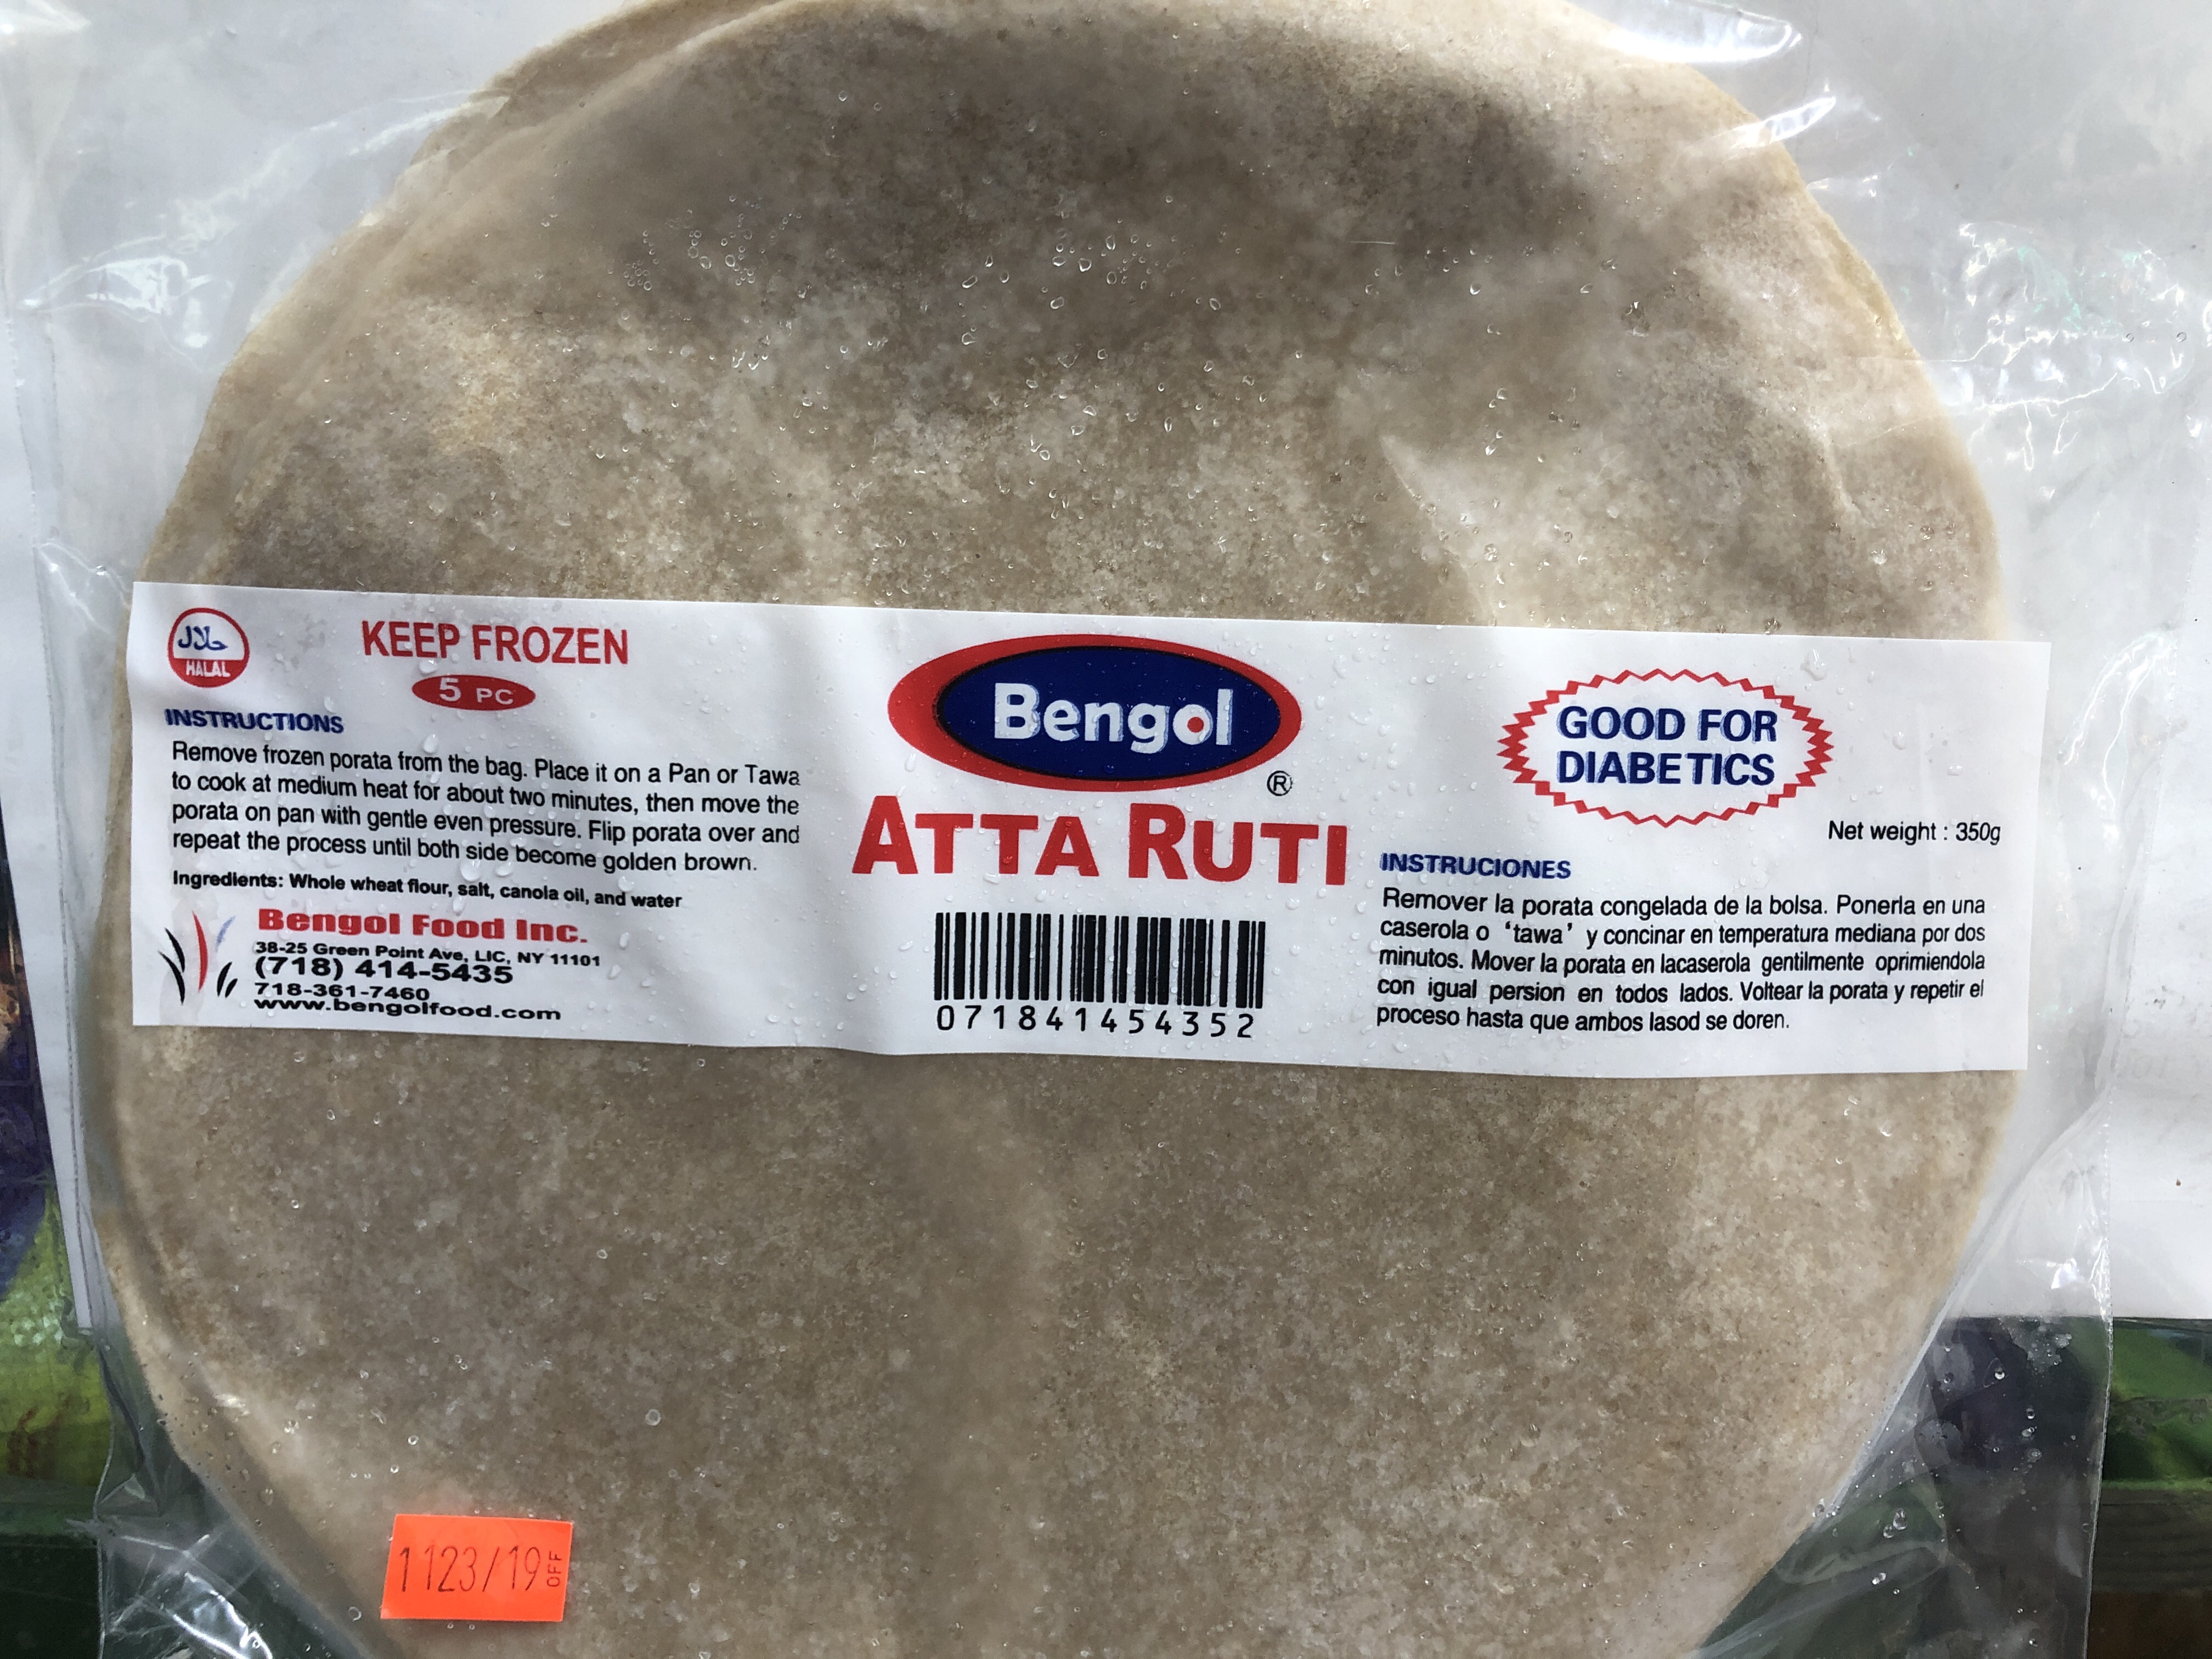 حلال
HALAL
KEEP FROZEN
5 PC
INSTRUCTIONS
Remove frozen porata from the bag. Place it on a Pan or Tawa
to cook at medium heat for about two minutes, then move the
porata on pan with gentle even pressure. Flip porata over and
repeat the process until both side become golden brown.
Ingredients: Whole wheat flour, salt, canola oil, and water
Bengol Food Inc.
38-25 Green Point Ave, LIC, NY 11101
(718) 414-5435
718-361-7460
www.bengolfood.com
Bengol
®
ATTA RUTI
071841454352
GOOD FOR
DIABETICS
Net weight : 350g
INSTRUCIONES
Remover la porata congelada de la bolsa. Ponerla en una
caserola o 'tawa' y concinar en temperatura mediana por dos
minutos. Mover la porata en lacaserola gentilmente oprimiendola
con igual persion en todos lados. Voltear la porata y repetir el
proceso hasta que ambos lasod se doren.
1123/19 OFF